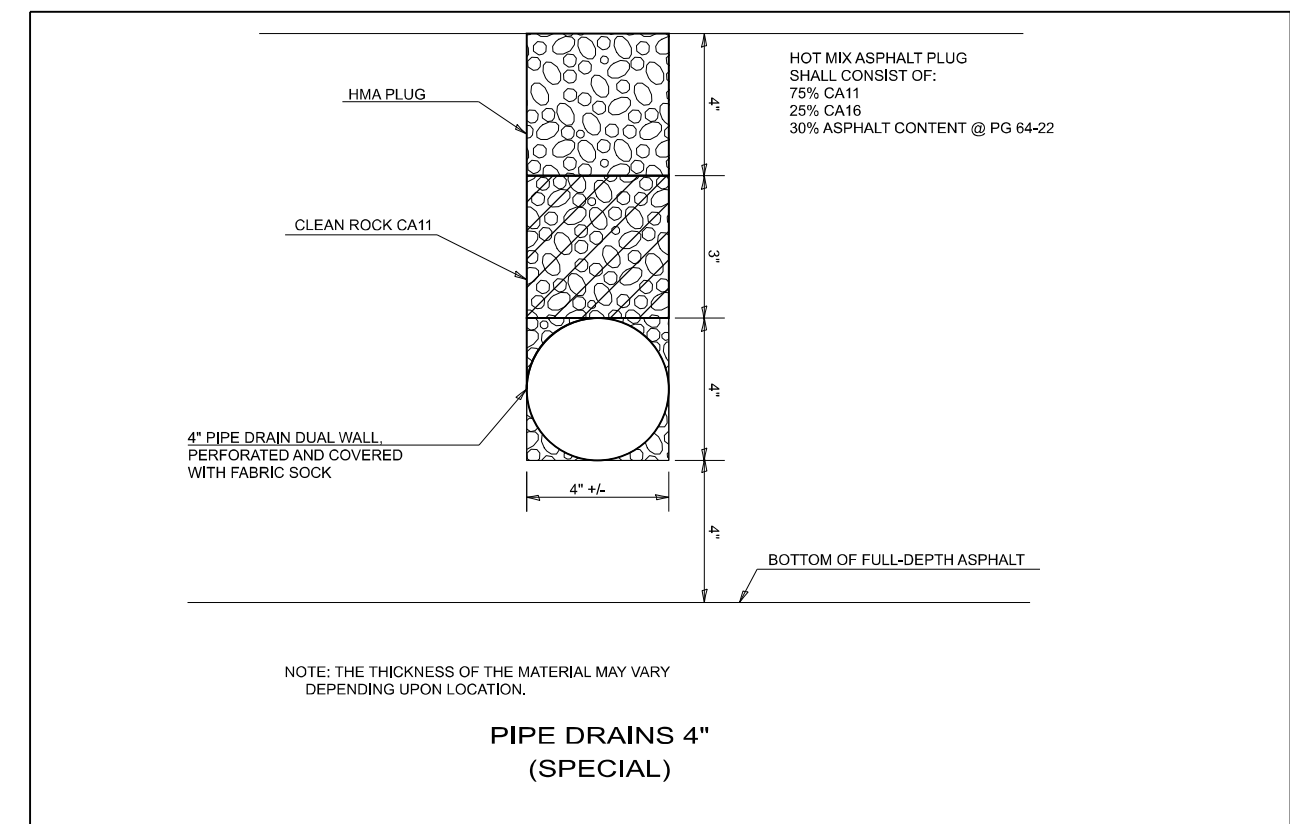 HOT MIX ASPHALT PLUG
SHALL CONSIST OF:
75% CA11
25% CA16
30% ASPHALT CONTENT @ PG 64-22
HMA PLUG
4"
CLEAN ROCK CA11
3"
4"
4" PIPE DRAIN DUAL WALL,
PERFORATED AND COVERED
WITH FABRIC SOCK
4" +/-
4"
BOTTOM OF FULL-DEPTH ASPHALT
NOTE: THE THICKNESS OF THE MATERIAL MAY VARY
DEPENDING UPON LOCATION.
PIPE DRAINS 4"
(SPECIAL)